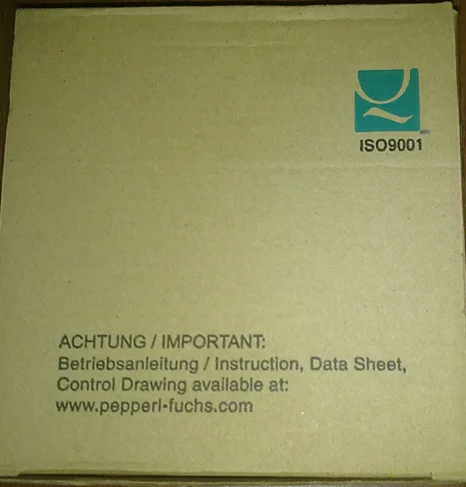 ISO9001
ACHTUNG / IMPORTANT:
Betriebsanleitung / Instruction, Data Sheet,
Control Drawing available at:
www.pepperl-fuchs.com